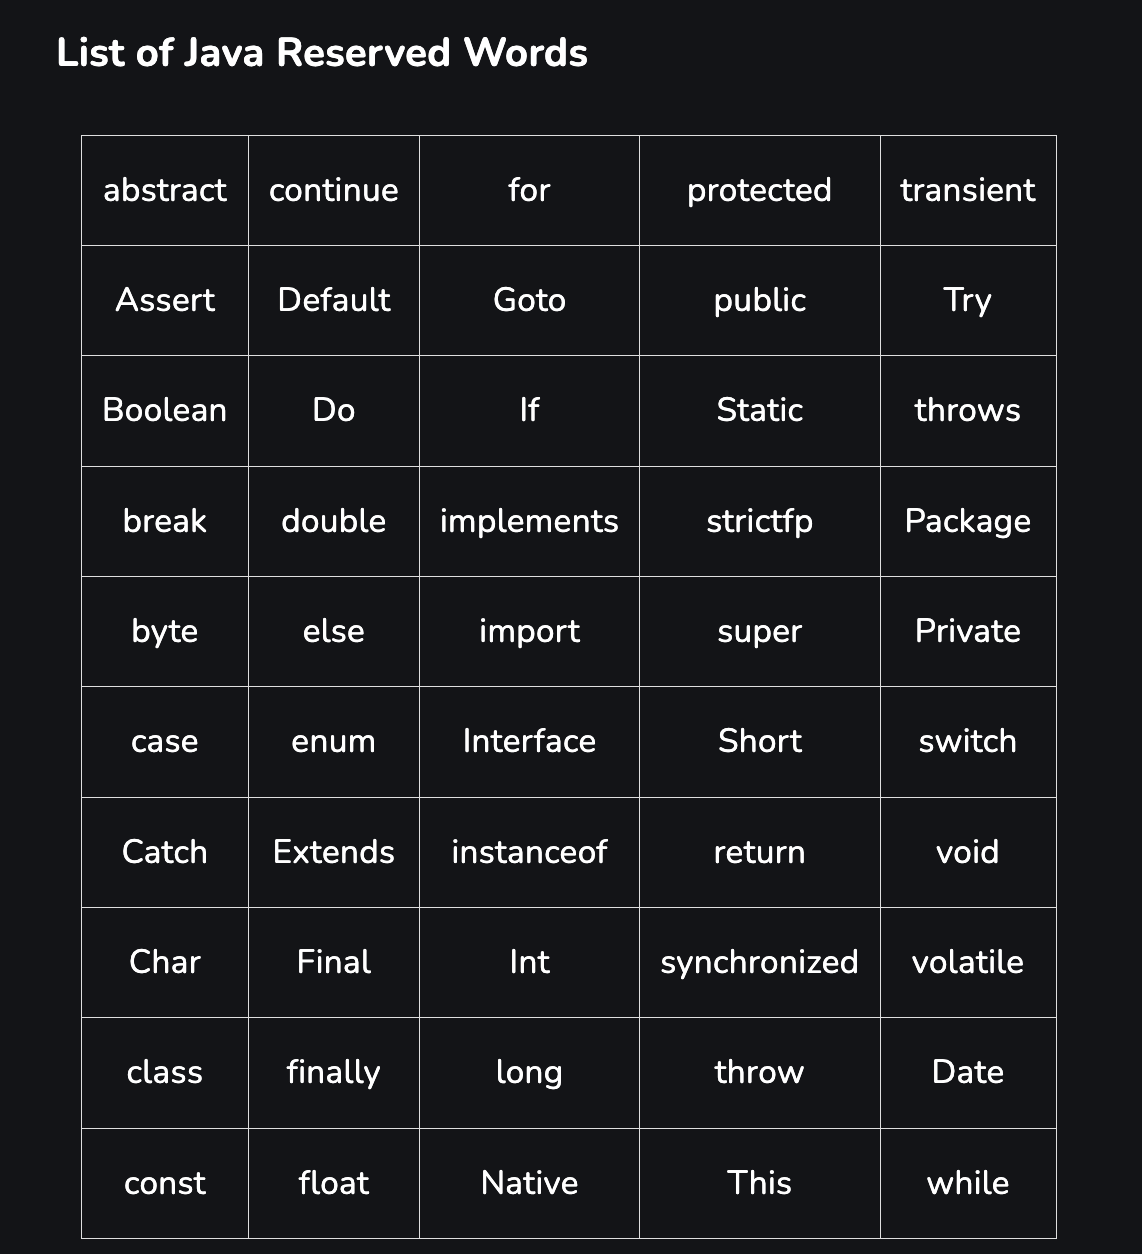 List of Java Reserved Words
abstract continue for protected transient
Assert Default Goto public Try
Boolean Do If Static throws
break double implements strictfp Package
byte else import super Private
case enum Interface Short switch
Catch Extends instanceof return void
Char Final Int synchronized volatile
class finally long throw Date
const float Native This while